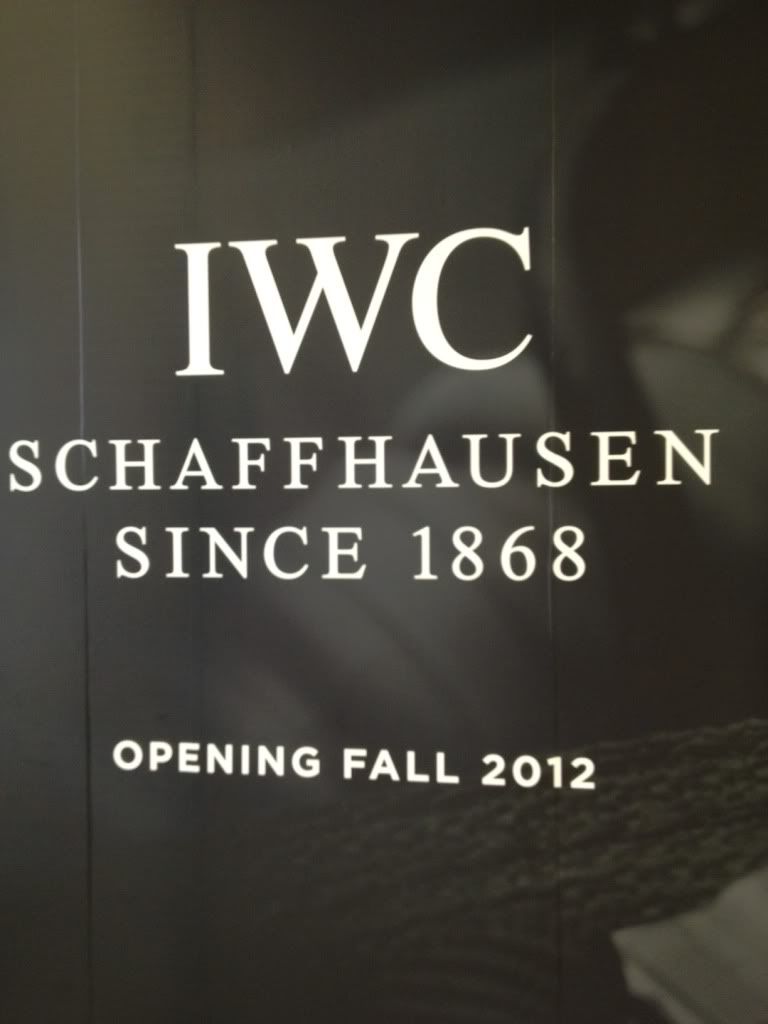 IWC
SCHAFFHAUSEN
SINCE 1868
OPENING FALL 2012